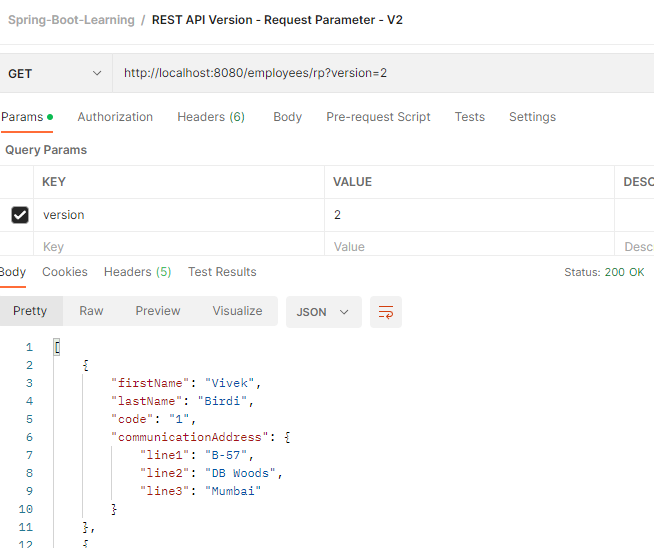 Spring-Boot-Learning / REST API Version - Request Parameter - V2
GET http://localhost:8080/employees/rp?version=2
Params Authorization Headers (6) Body Pre-request Script Tests Settings
Query Params
KEY VALUE DESC
version 2
Key Value Desc
Body Cookies Headers (5) Test Results Status: 200 OK
Pretty Raw Preview Visualize JSON
1 [
2 {
3 "firstName": "Vivek",
4 "lastName": "Birdi",
5 "code": "1",
6 "communicationAddress": {
7 "line1": "B-57",
8 "line2": "DB Woods",
9 "line3": "Mumbai"
10 }
11 },
12 {